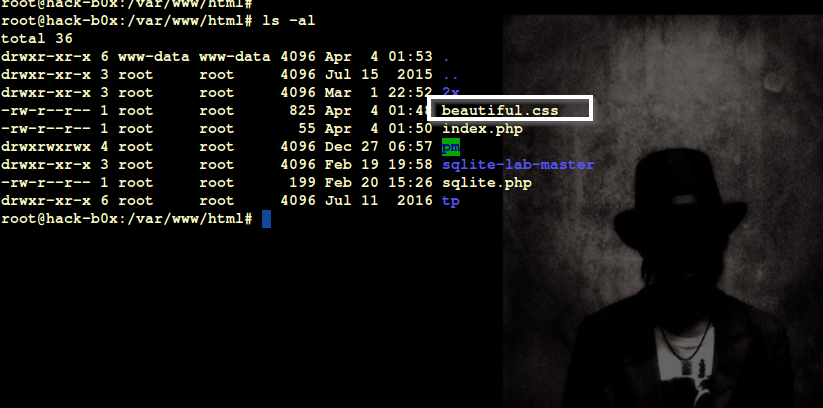 root@hack-b0x:/var/www/html#
root@hack-b0x:/var/www/html# ls -al
total 36
drwxr-xr-x 6 www-data www-data 4096 Apr  4 01:53 .
drwxr-xr-x 3 root     root     4096 Jul 15  2015 ..
drwxr-xr-x 3 root     root     4096 Mar  1 22:52 2x
-rw-r--r-- 1 root     root      825 Apr  4 01:48 beautiful.css
-rw-r--r-- 1 root     root       55 Apr  4 01:50 index.php
drwxrwxrwx 4 root     root     4096 Dec 27 06:57 pm
drwxr-xr-x 3 root     root     4096 Feb 19 19:58 sqlite-lab-master
-rw-r--r-- 1 root     root      199 Feb 20 15:26 sqlite.php
drwxr-xr-x 6 root     root     4096 Jul 11  2016 tp
root@hack-b0x:/var/www/html#